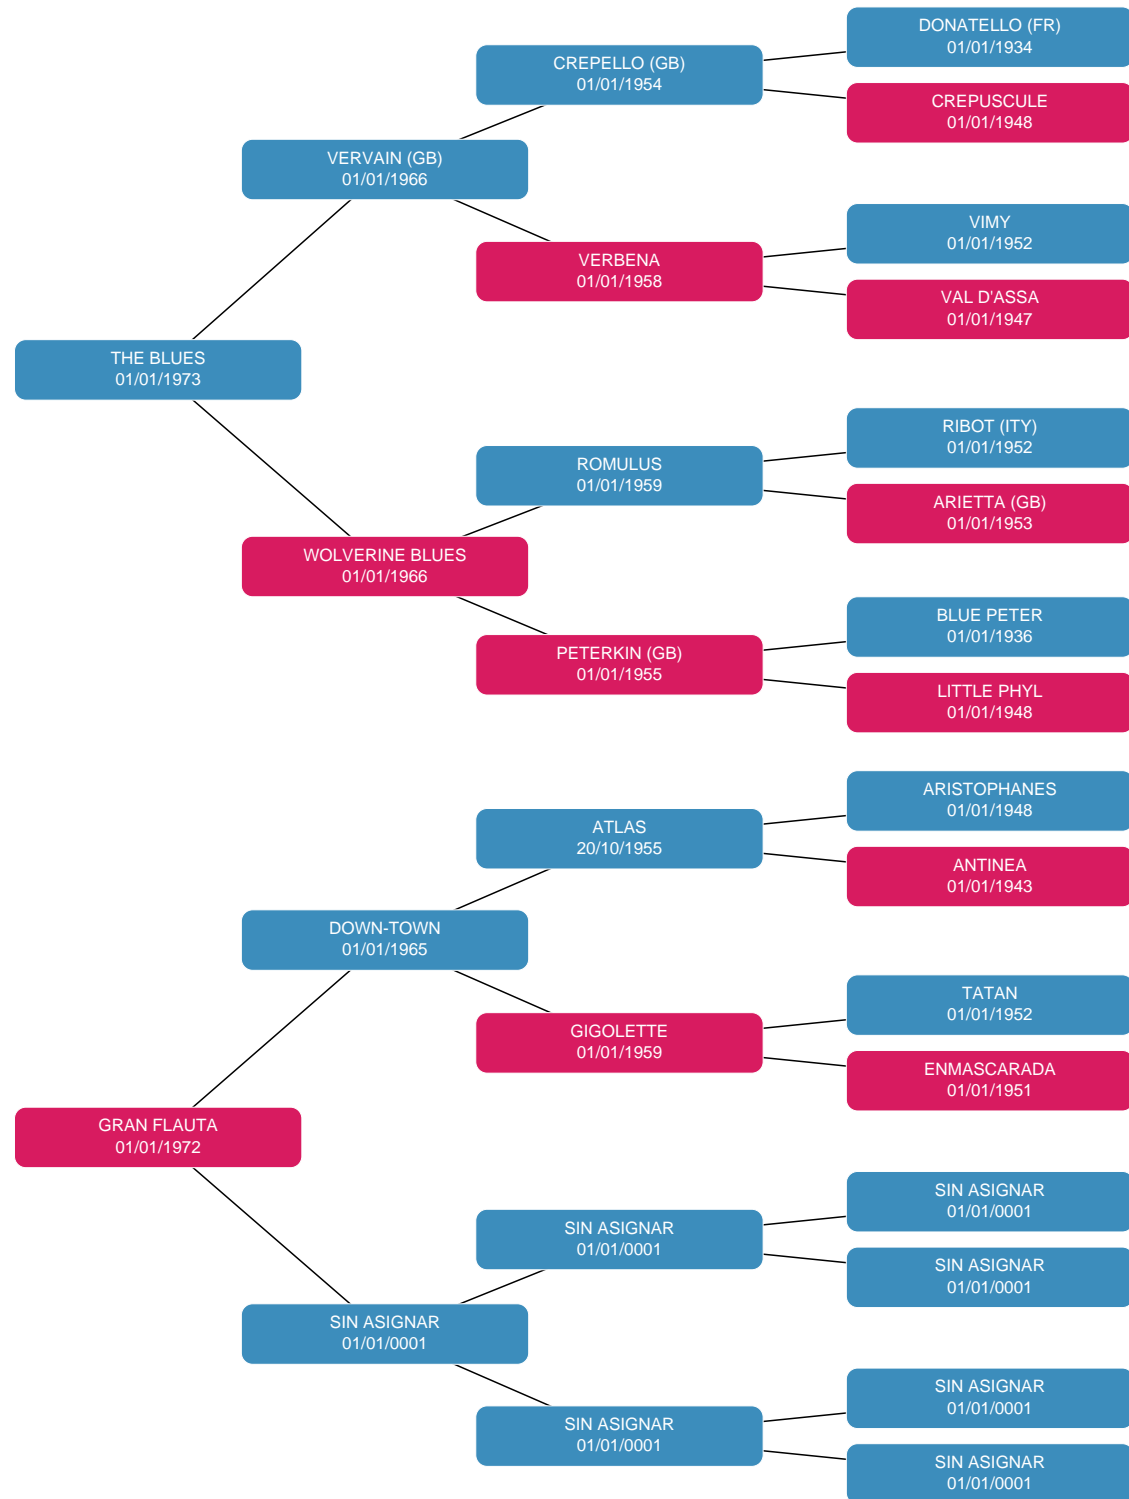 DONATELLO (FR)
01/01/1934
CREPELLO (GB)
01/01/1954
CREPUSCULE
01/01/1948
VERVAIN (GB)
01/01/1966
VIMY
01/01/1952
VERBENA
01/01/1958
VAL D'ASSA
01/01/1947
THE BLUES
01/01/1973
RIBOT (ITY)
01/01/1952
ROMULUS
01/01/1959
ARIETTA (GB)
01/01/1953
WOLVERINE BLUES
01/01/1966
BLUE PETER
01/01/1936
PETERKIN (GB)
01/01/1955
LITTLE PHYL
01/01/1948
ARISTOPHANES
01/01/1948
ATLAS
20/10/1955
ANTINEA
01/01/1943
DOWN-TOWN
01/01/1965
TATAN
01/01/1952
GIGOLETTE
01/01/1959
ENMASCARADA
01/01/1951
GRAN FLAUTA
01/01/1972
SIN ASIGNAR
01/01/0001
SIN ASIGNAR
01/01/0001
SIN ASIGNAR
01/01/0001
SIN ASIGNAR
01/01/0001
SIN ASIGNAR
01/01/0001
SIN ASIGNAR
01/01/0001
SIN ASIGNAR
01/01/0001